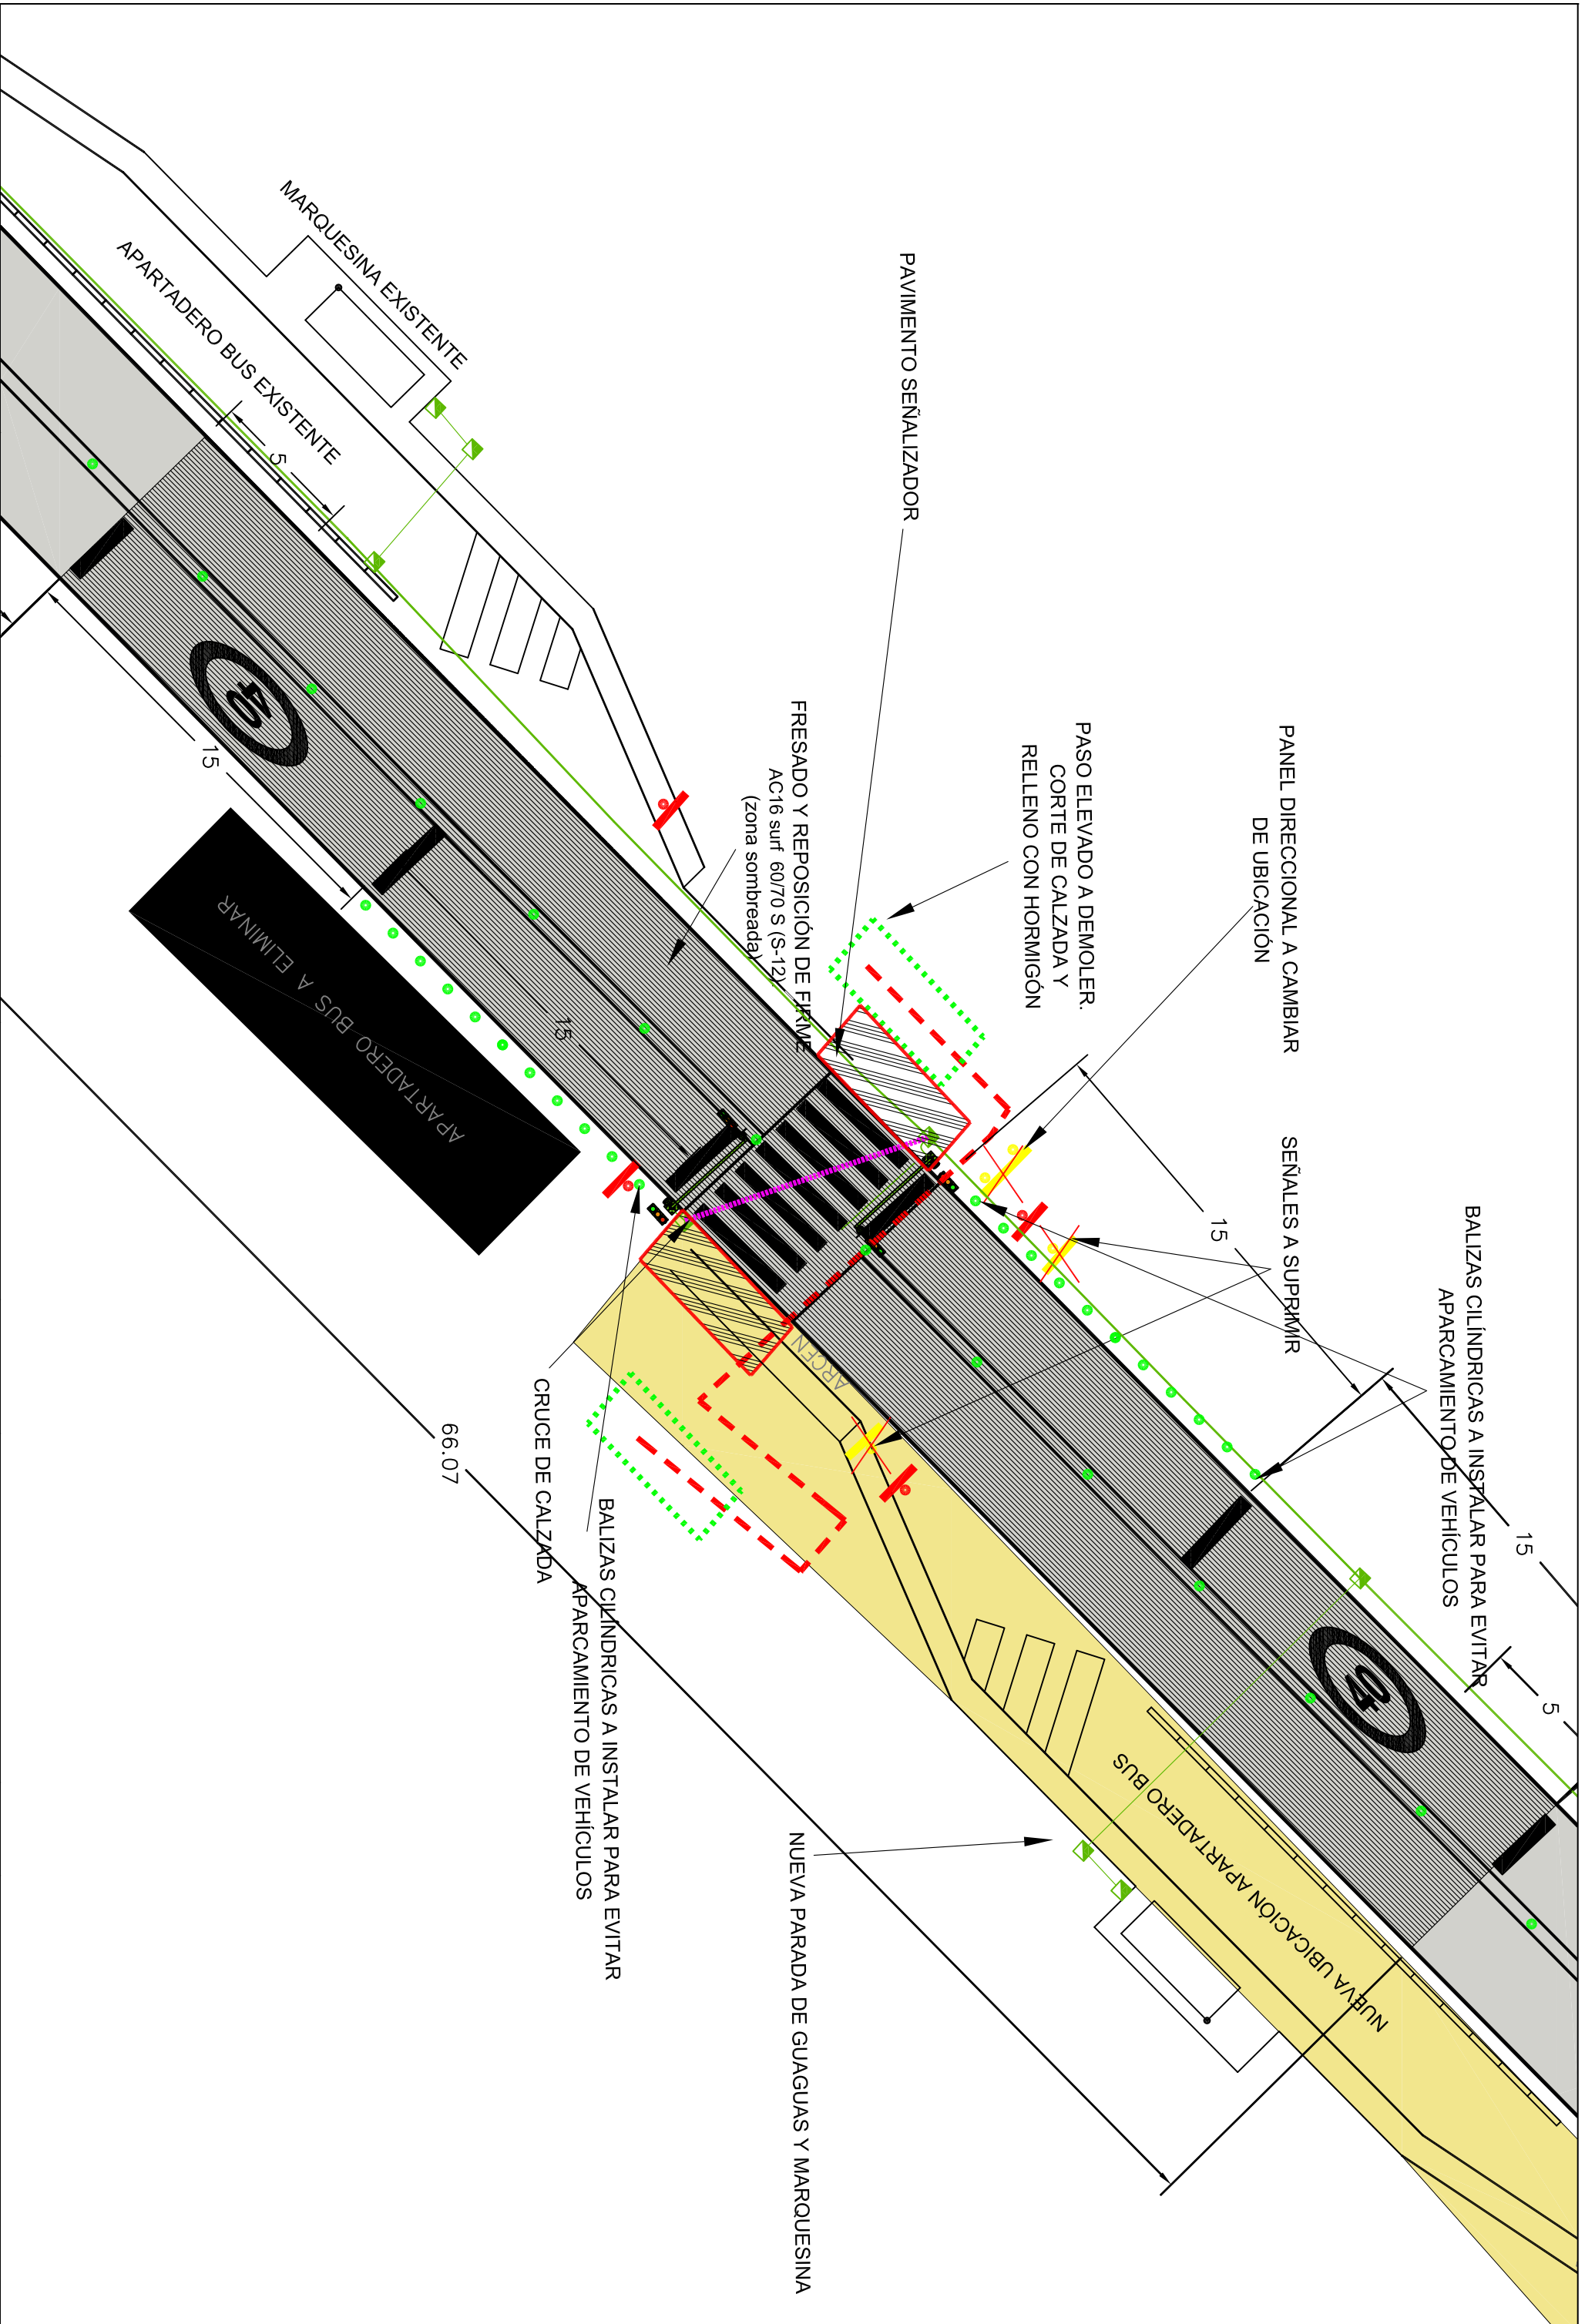 MARQUESINA EXISTENTE
APARTADERO BUS EXISTENTE
5
PAVIMENTO SEÑALIZADOR
40
15
FRESADO Y REPOSICIÓN DE FIRME
AC16 surf 60/70 S (S-12)
(zona sombreada)
PASO ELEVADO A DEMOLER.
CORTE DE CALZADA Y
RELLENO CON HORMIGÓN
PANEL DIRECCIONAL A CAMBIAR
DE UBICACIÓN
SEÑALES A SUPRIMIR
BALIZAS CILÍNDRICAS A INSTALAR PARA EVITAR
APARCAMIENTO DE VEHÍCULOS
15
15
15
5
40
APARTADERO BUS A ELIMINAR
ARCEN
66.07
CRUCE DE CALZADA
BALIZAS CILÍNDRICAS A INSTALAR PARA EVITAR
APARCAMIENTO DE VEHÍCULOS
NUEVA PARADA DE GUAGUAS Y MARQUESINA
NUEVA UBICACIÓN APARTADERO BUS